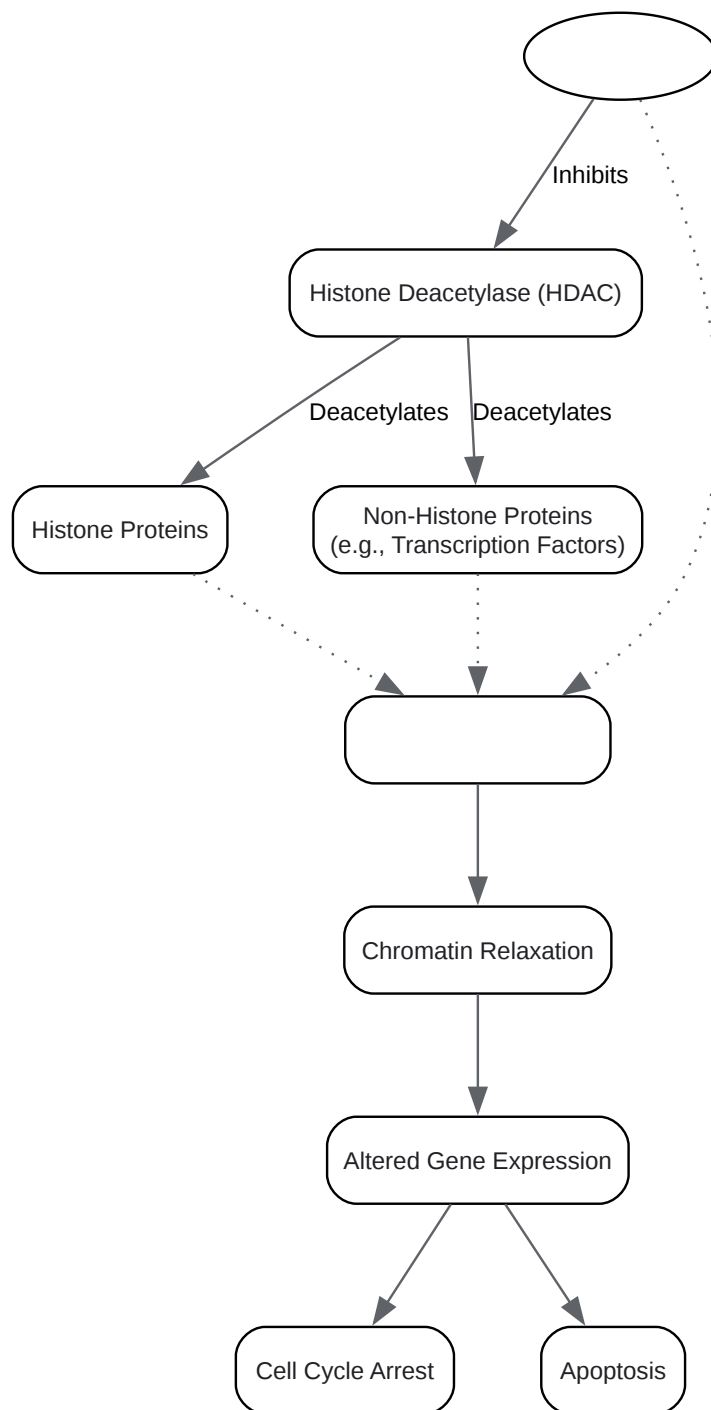 Inhibits
Histone Deacetylase (HDAC)
Deacetylates
Deacetylates
Histone Proteins
Non-Histone Proteins
(e.g., Transcription Factors)
Chromatin Relaxation
Altered Gene Expression
Cell Cycle Arrest
Apoptosis